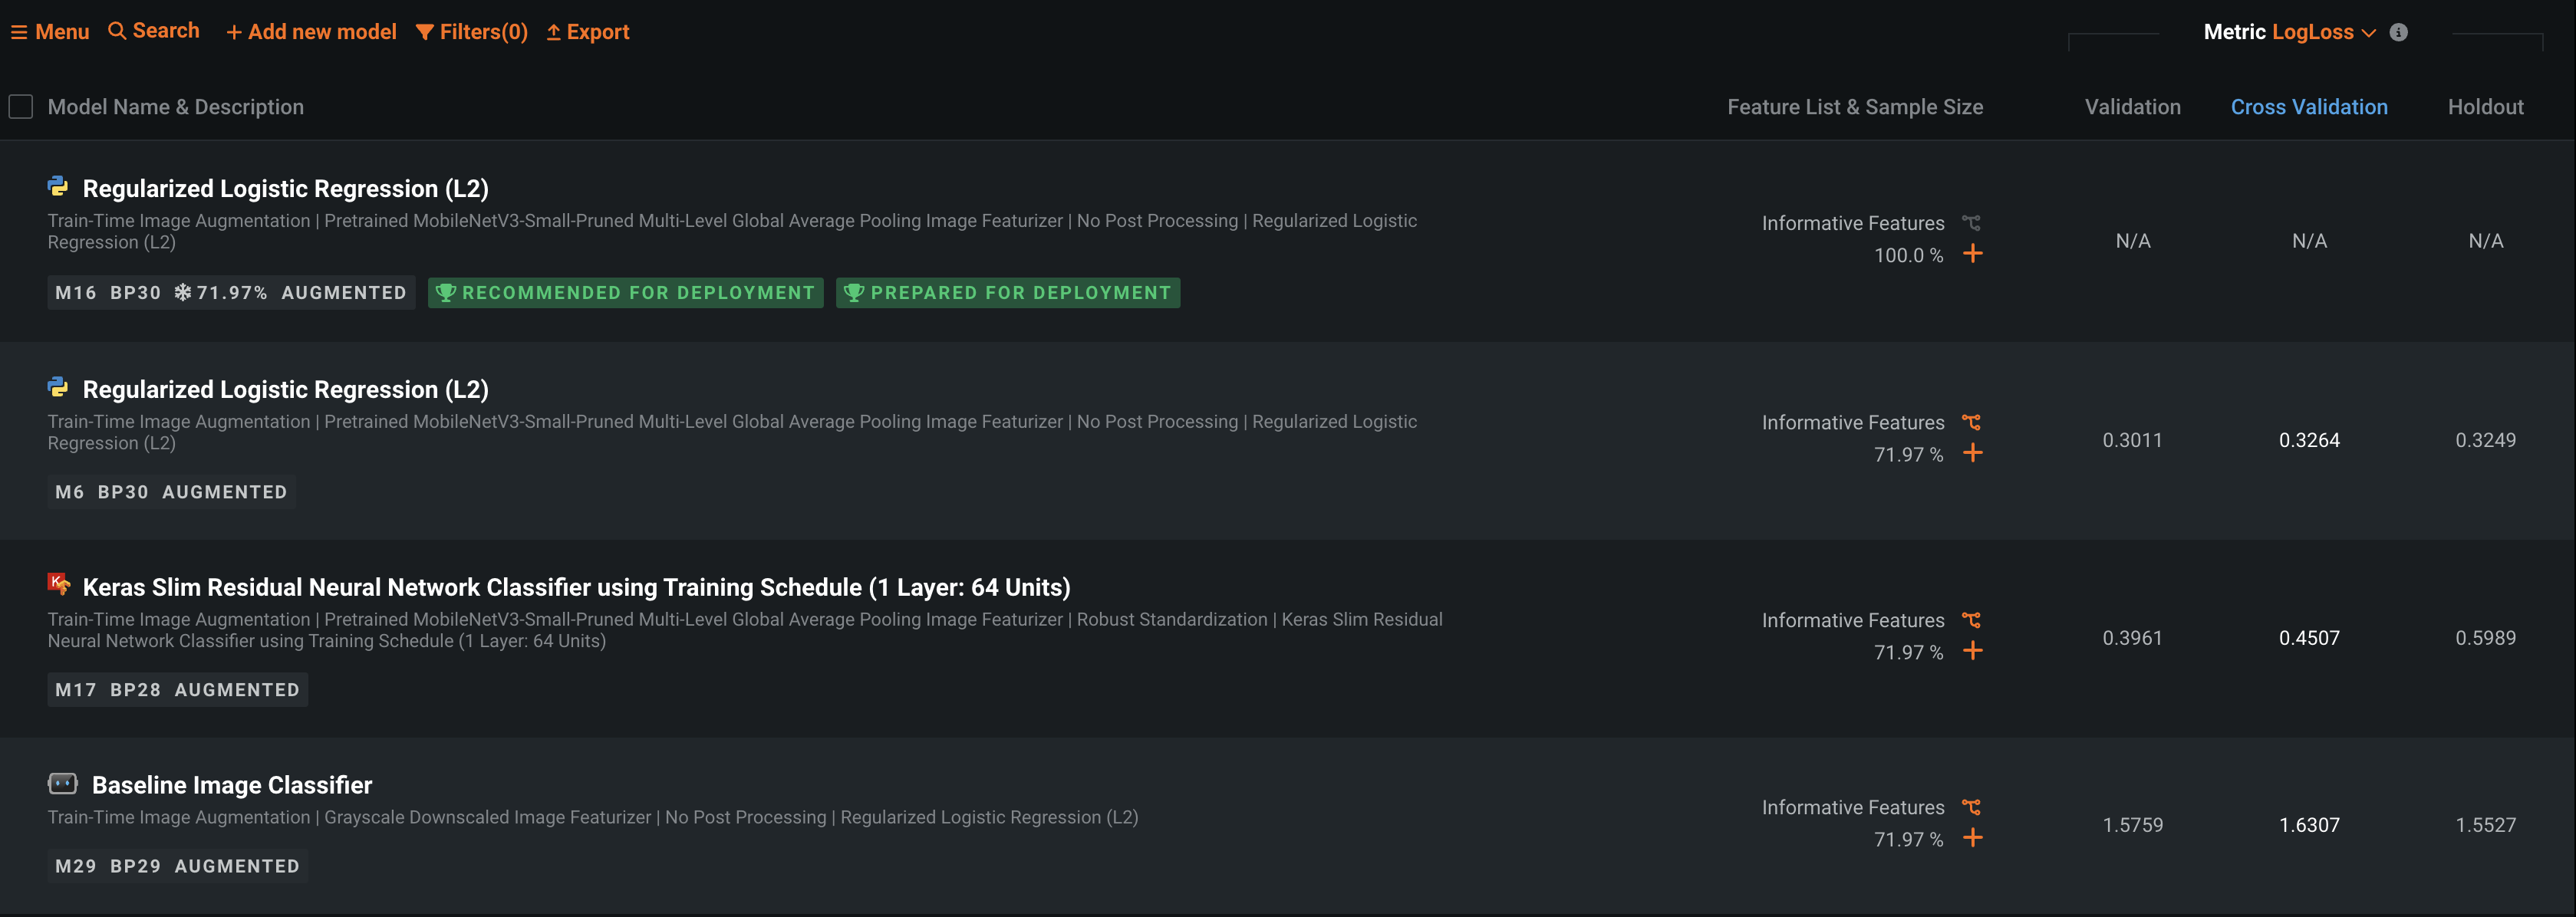 Menu Search + Add new model Filters(0) Export Metric LogLoss
Model Name & Description Feature List & Sample Size Validation Cross Validation Holdout
Regularized Logistic Regression (L2)
Train-Time Image Augmentation | Pretrained MobileNetV3-Small-Pruned Multi-Level Global Average Pooling Image Featurizer | No Post Processing | Regularized Logistic
Regression (L2)
Informative Features
100.0 % N/A N/A N/A
M16 BP30 71.97% AUGMENTED RECOMMENDED FOR DEPLOYMENT PREPARED FOR DEPLOYMENT
Regularized Logistic Regression (L2)
Train-Time Image Augmentation | Pretrained MobileNetV3-Small-Pruned Multi-Level Global Average Pooling Image Featurizer | No Post Processing | Regularized Logistic
Regression (L2)
Informative Features
71.97 % 0.3011 0.3264 0.3249
M6 BP30 AUGMENTED
Keras Slim Residual Neural Network Classifier using Training Schedule (1 Layer: 64 Units)
Train-Time Image Augmentation | Pretrained MobileNetV3-Small-Pruned Multi-Level Global Average Pooling Image Featurizer | Robust Standardization | Keras Slim Residual
Neural Network Classifier using Training Schedule (1 Layer: 64 Units)
Informative Features
71.97 % 0.3961 0.4507 0.5989
M17 BP28 AUGMENTED
Baseline Image Classifier
Train-Time Image Augmentation | Grayscale Downscaled Image Featurizer | No Post Processing | Regularized Logistic Regression (L2)
Informative Features
71.97 % 1.5759 1.6307 1.5527
M29 BP29 AUGMENTED